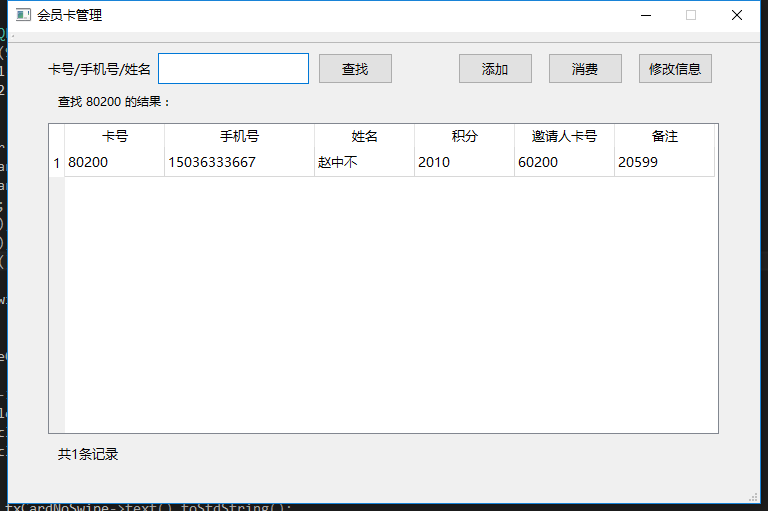 会员卡管理
卡号/手机号/姓名 查找 添加 消费 修改信息
查找 80200 的结果：
卡号 手机号 姓名 积分 邀请人卡号 备注
1 80200 15036333667 赵中不 2010 60200 20599
共1条记录
txCardNoSwipe->text().toStdString();